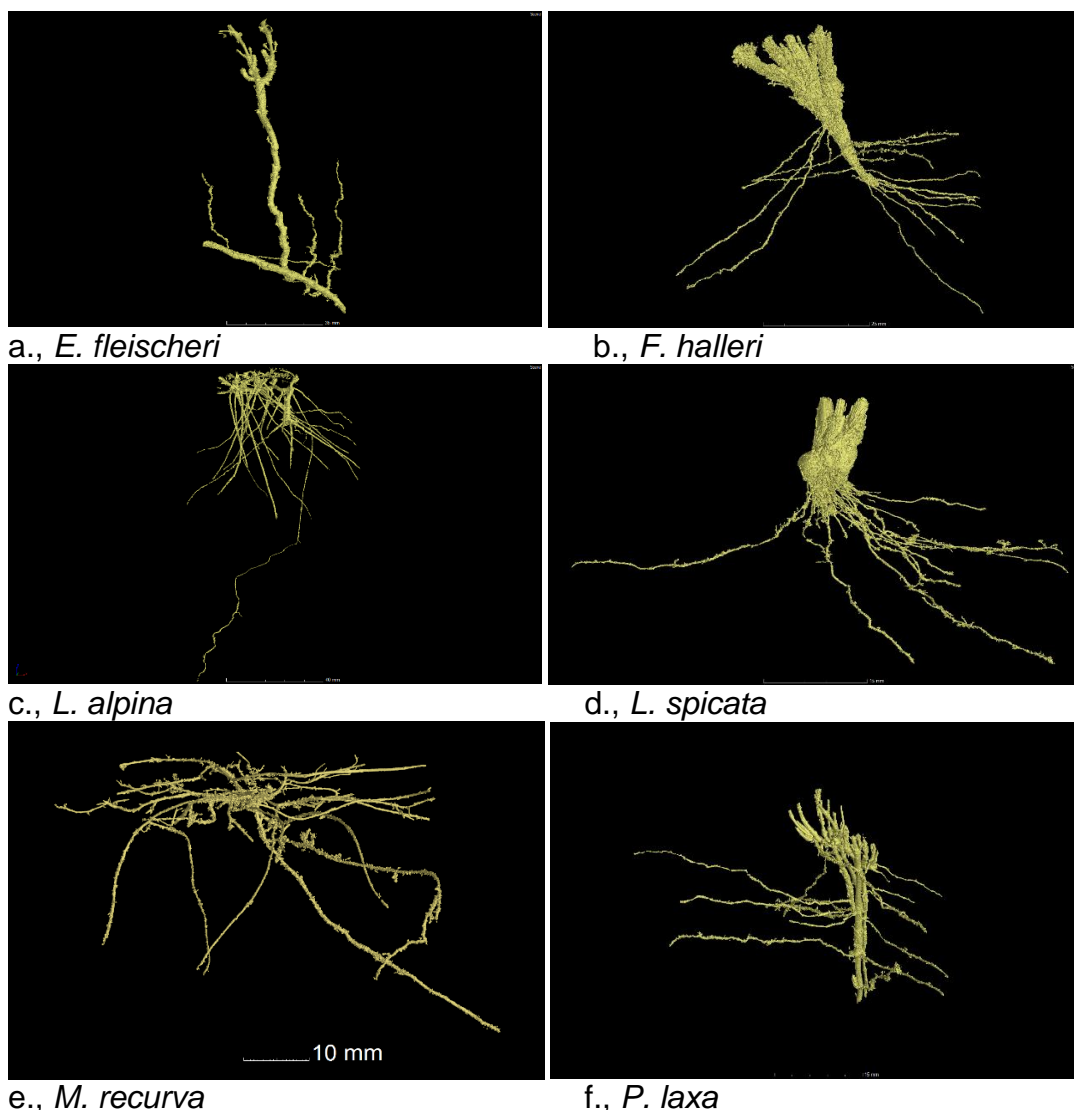 a., E. fleischeri
b., F. halleri
c., L. alpina
d., L. spicata
10 mm
e., M. recurva
f., P. laxa